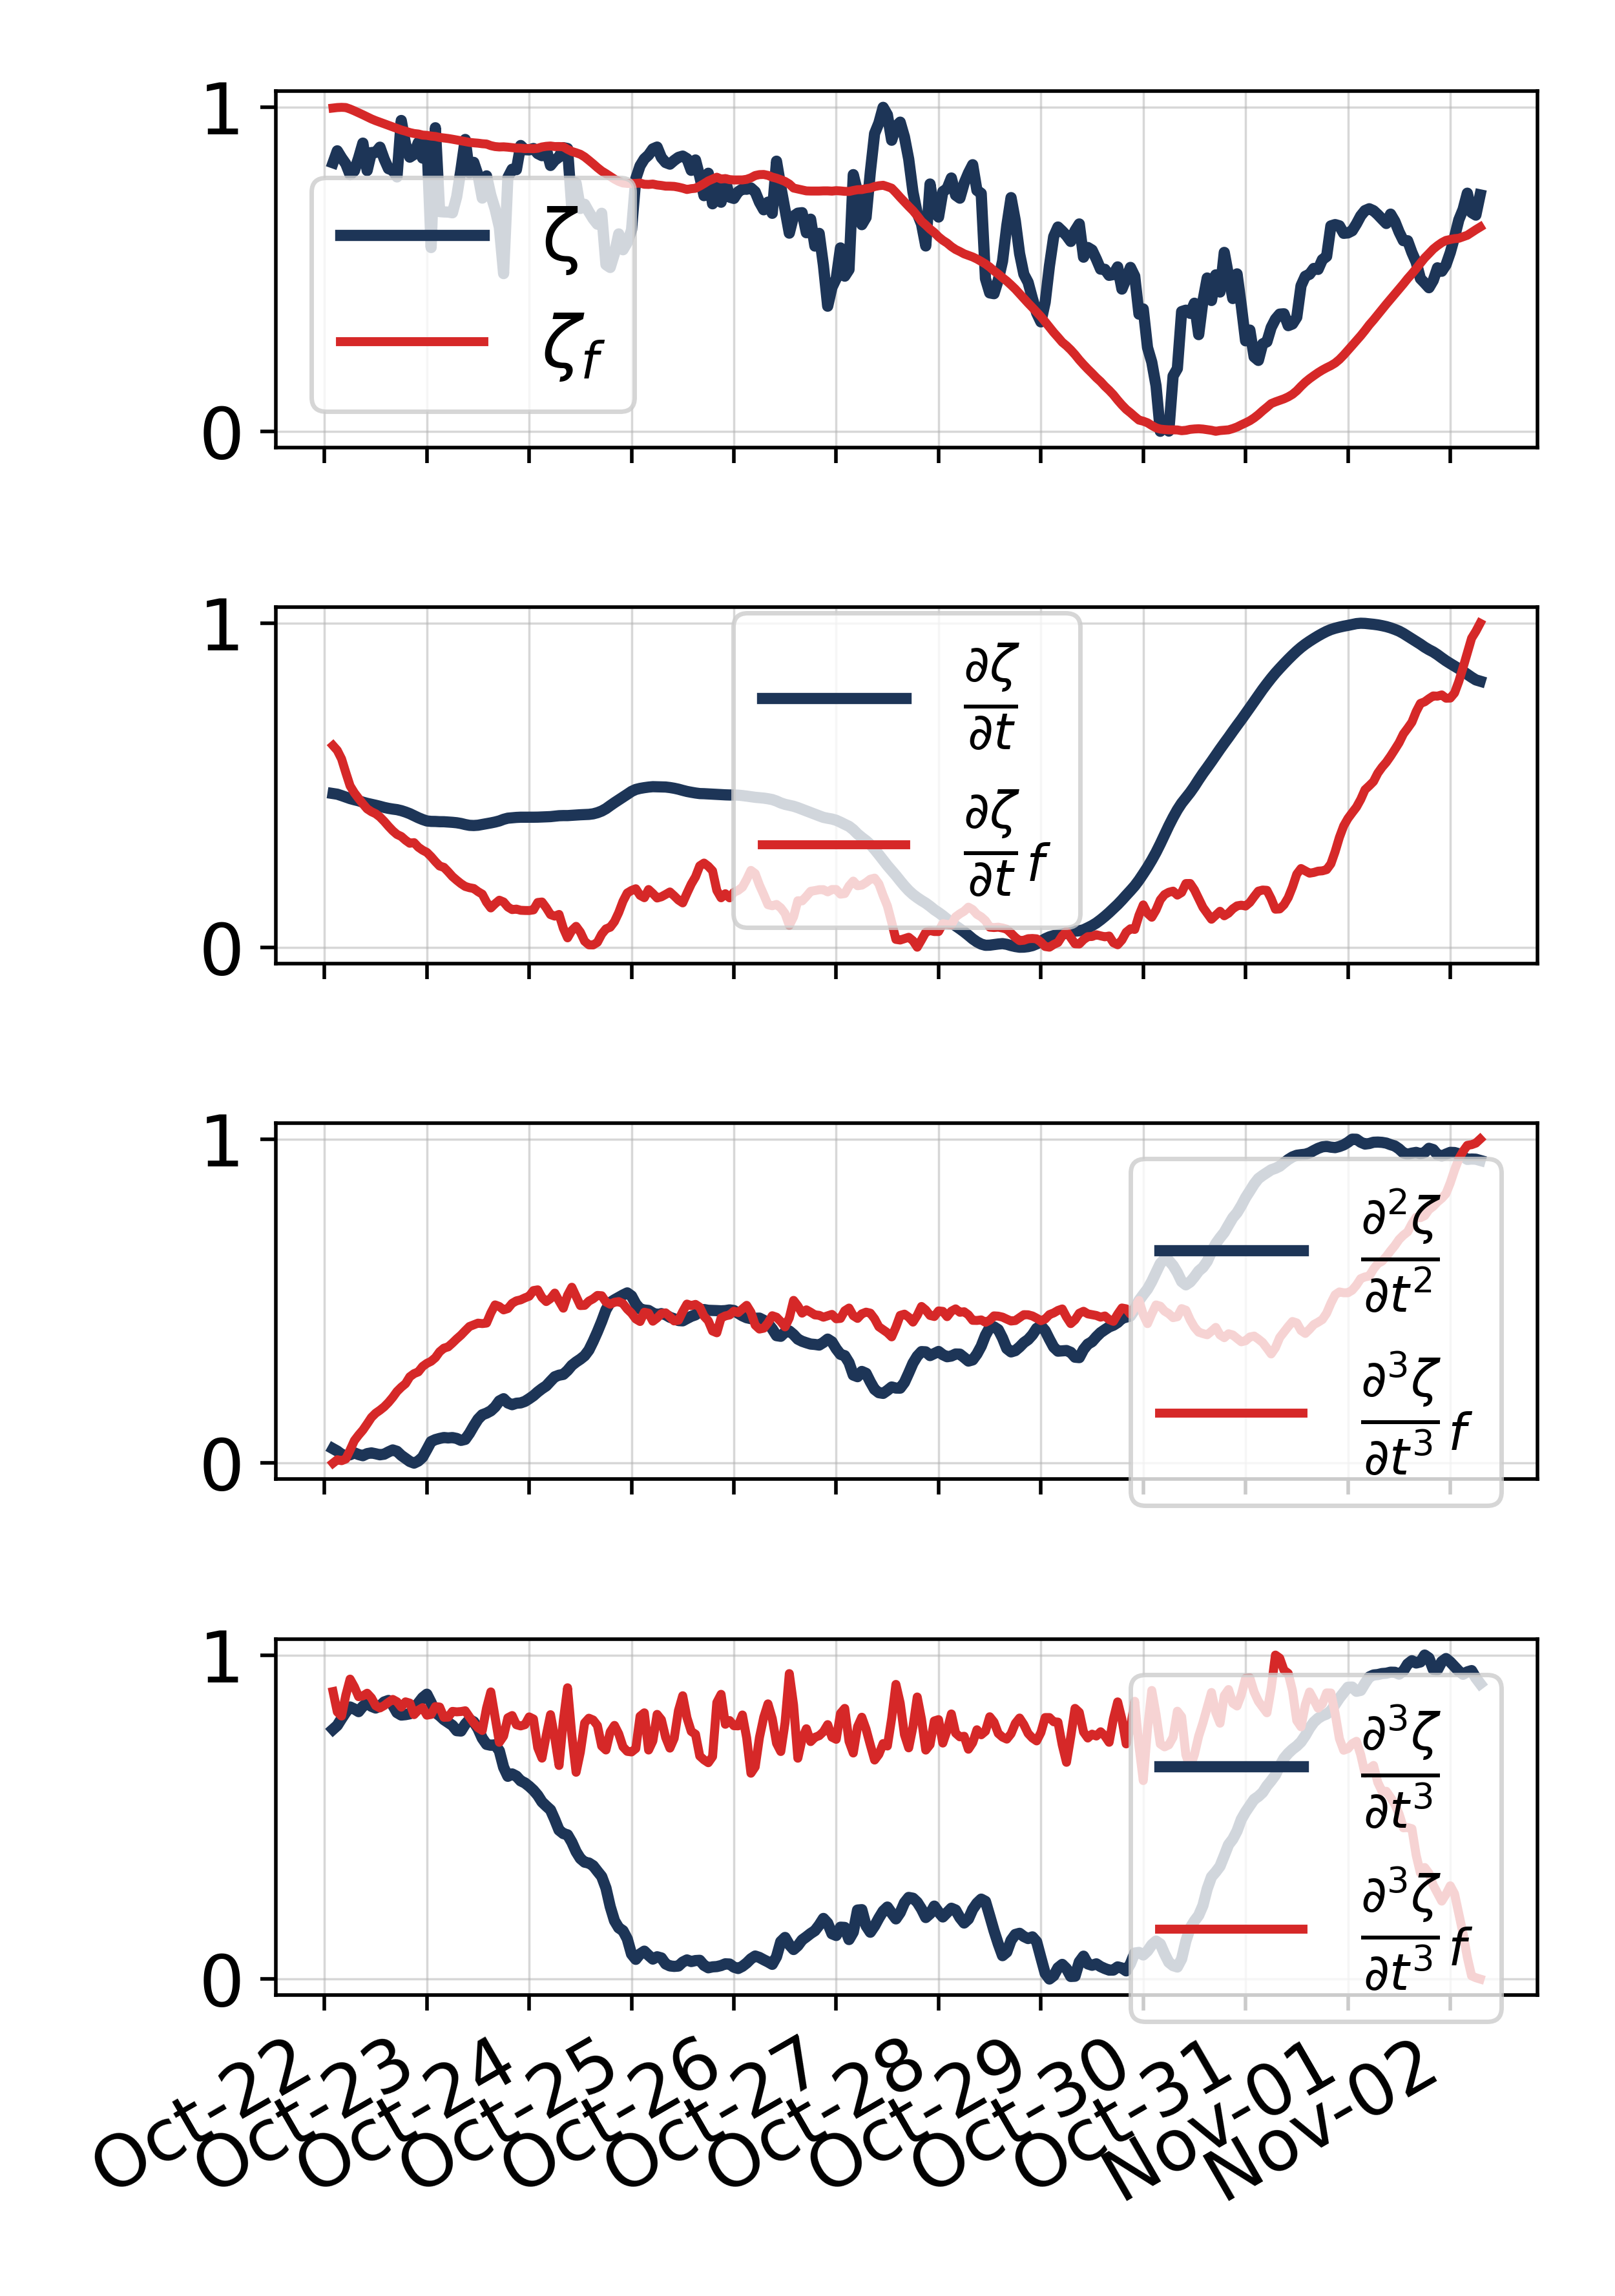 1
0
ζ
ζ_f
1
0
∂ζ/∂t
∂ζ/∂t f
1
0
∂²ζ/∂t²
∂³ζ/∂t³ f
1
0
∂³ζ/∂t³
∂³ζ/∂t³ f
Oct-22
Oct-23
Oct-24
Oct-25
Oct-26
Oct-27
Oct-28
Oct-29
Oct-30
Oct-31
Nov-01
Nov-02